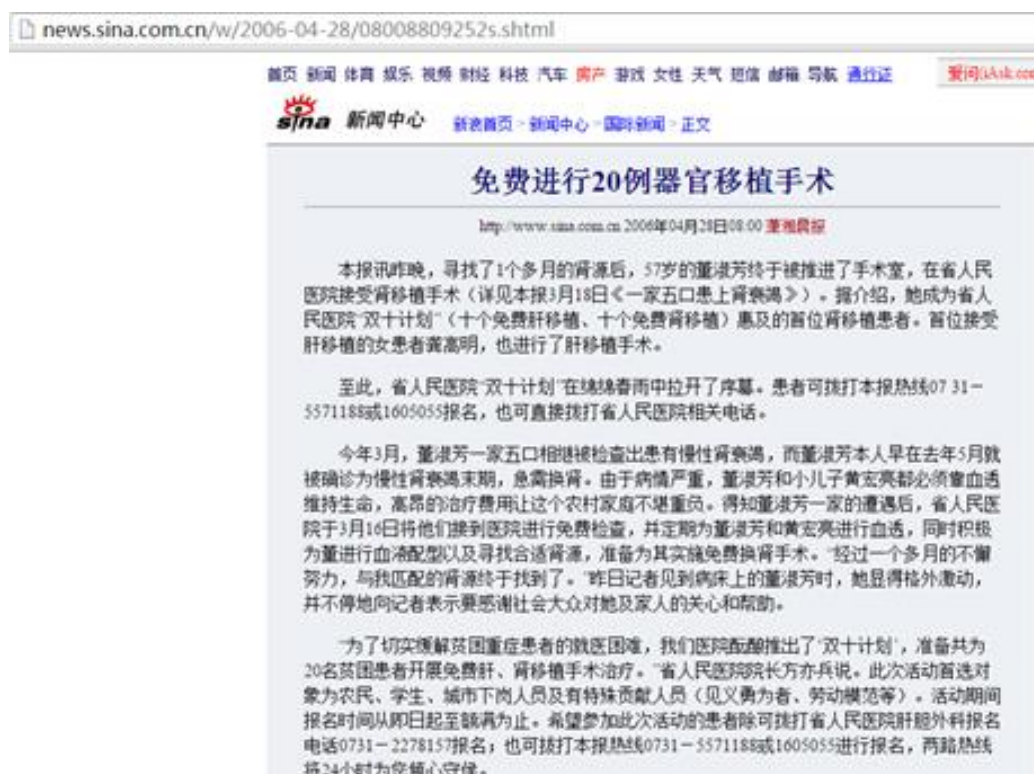 news.sina.com.cn/w/2006-04-28/08008809252s.shtml
首页 新闻 体育 娱乐 视频 财经 科技 汽车 房产 游戏 女性 天气 短信 邮箱 导航 通行证 爱问(iAsk.com
sina 新闻中心 新浪首页 > 新闻中心 > 国际新闻 > 正文
免费进行20例器官移植手术
http://www.sina.com.cn 2006年04月28日08:00 潇湘晨报
本报讯昨晚，寻找了1个多月的肾源后，57岁的董淑芳终于被推进了手术室，在省人民
医院接受肾移植手术（详见本报3月18日《一家五口患上肾衰竭》）。据介绍，她成为省人
民医院“双十计划”（十个免费肝移植、十个免费肾移植）惠及的首位肾移植患者。首位接受
肝移植的女患者龚高明，也进行了肝移植手术。
至此，省人民医院“双十计划”在绵绵春雨中拉开了序幕。患者可拨打本报热线07 31－
5571188或1605055报名，也可直接拨打省人民医院相关电话。
今年3月，董淑芳一家五口相继被检查出患有慢性肾衰竭，而董淑芳本人早在去年5月就
被确诊为慢性肾衰竭末期，急需换肾。由于病情严重，董淑芳和小儿子黄宏亮都必须靠血透
维持生命，高昂的治疗费用让这个农村家庭不堪重负。得知董淑芳一家的遭遇后，省人民医
院于3月16日将他们接到医院进行免费检查，并定期为董淑芳和黄宏亮进行血透，同时积极
为董进行血液配型以及寻找合适肾源，准备为其实施免费换肾手术。“经过一个多月的不懈
努力，与我匹配的肾源终于找到了。”昨日记者见到病床上的董淑芳时，她显得格外激动，
并不停地向记者表示要感谢社会大众对她及家人的关心和帮助。
“为了切实缓解贫困重症患者的就医困难，我们医院酝酿推出了‘双十计划’，准备共为
20名贫困患者开展免费肝、肾移植手术治疗。”省人民医院院长方亦兵说。此次活动首选对
象为农民、学生、城市下岗人员及有特殊贡献人员（见义勇为者、劳动模范等）。活动期间
报名时间从即日起至额满为止。希望参加此次活动的患者除可拨打省人民医院肝胆外科报名
电话0731－2278157报名；也可拨打本报热线0731－5571188或1605055进行报名，两路热线
将24小时为您倾心守候。